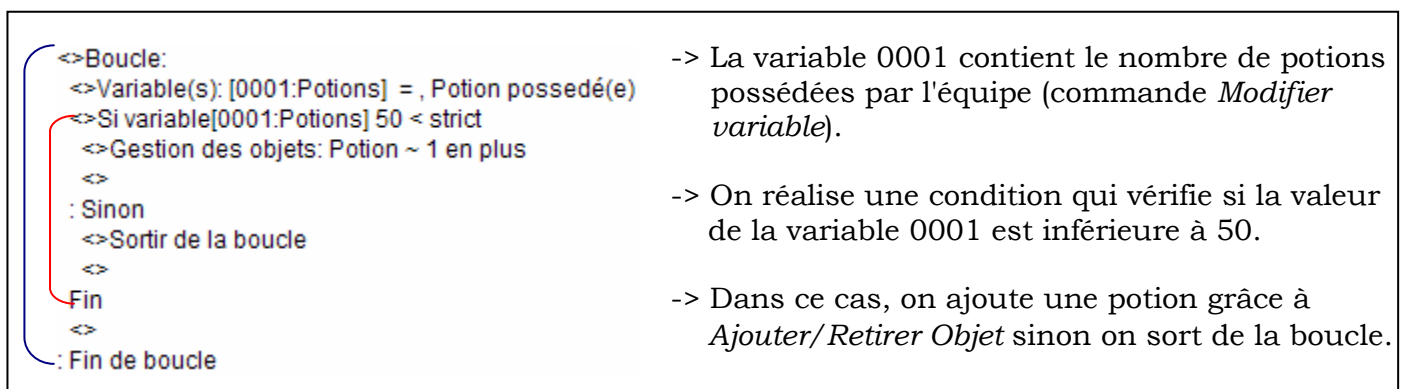 <>Boucle:
<>Variable(s): [0001:Potions] = , Potion possedé(e)
<>Si variable[0001:Potions] 50 < strict
<>Gestion des objets: Potion ~ 1 en plus
<>
: Sinon
<>Sortir de la boucle
<>
Fin
<>
: Fin de boucle
-> La variable 0001 contient le nombre de potions
possédées par l'équipe (commande Modifier
variable).
-> On réalise une condition qui vérifie si la valeur
de la variable 0001 est inférieure à 50.
-> Dans ce cas, on ajoute une potion grâce à
Ajouter/Retirer Objet sinon on sort de la boucle.